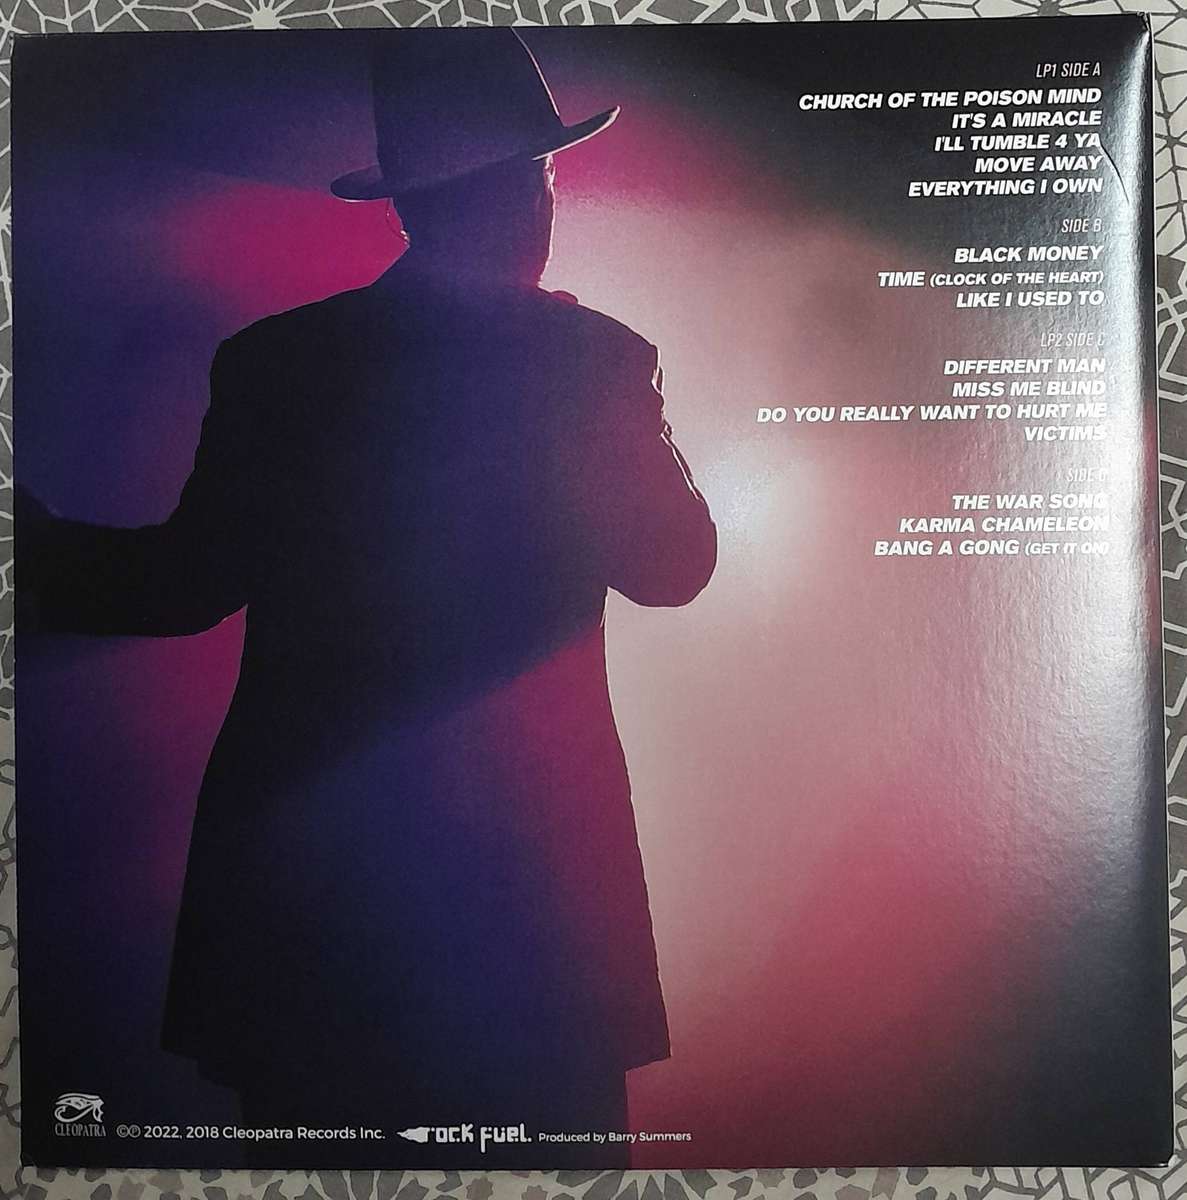 LP1 SIDE A
CHURCH OF THE POISON MIND
IT'S A MIRACLE
I'LL TUMBLE 4 YA
MOVE AWAY
EVERYTHING I OWN
SIDE B
BLACK MONEY
TIME (CLOCK OF THE HEART)
LIKE I USED TO
LP2 SIDE C
DIFFERENT MAN
MISS ME BLIND
DO YOU REALLY WANT TO HURT ME
VICTIMS
SIDE D
THE WAR SONG
KARMA CHAMELEON
BANG A GONG (GET IT ON)
CLEOPATRA
©℗ 2022, 2018 Cleopatra Records Inc. rock fuel. Produced by Barry Summers